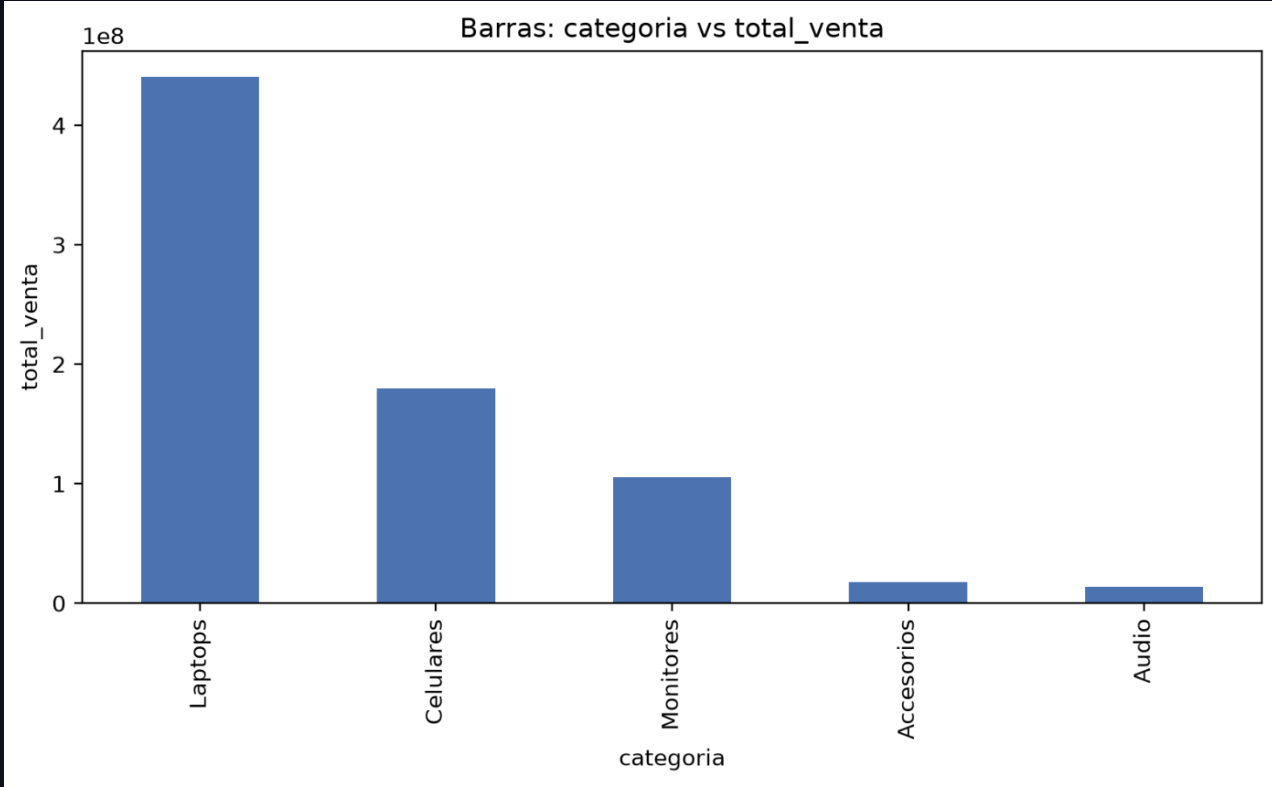 Barras: categoria vs total_venta
1e8
4
3
2
1
0
total_venta
Laptops
Celulares
Monitores
Accesorios
Audio
categoria